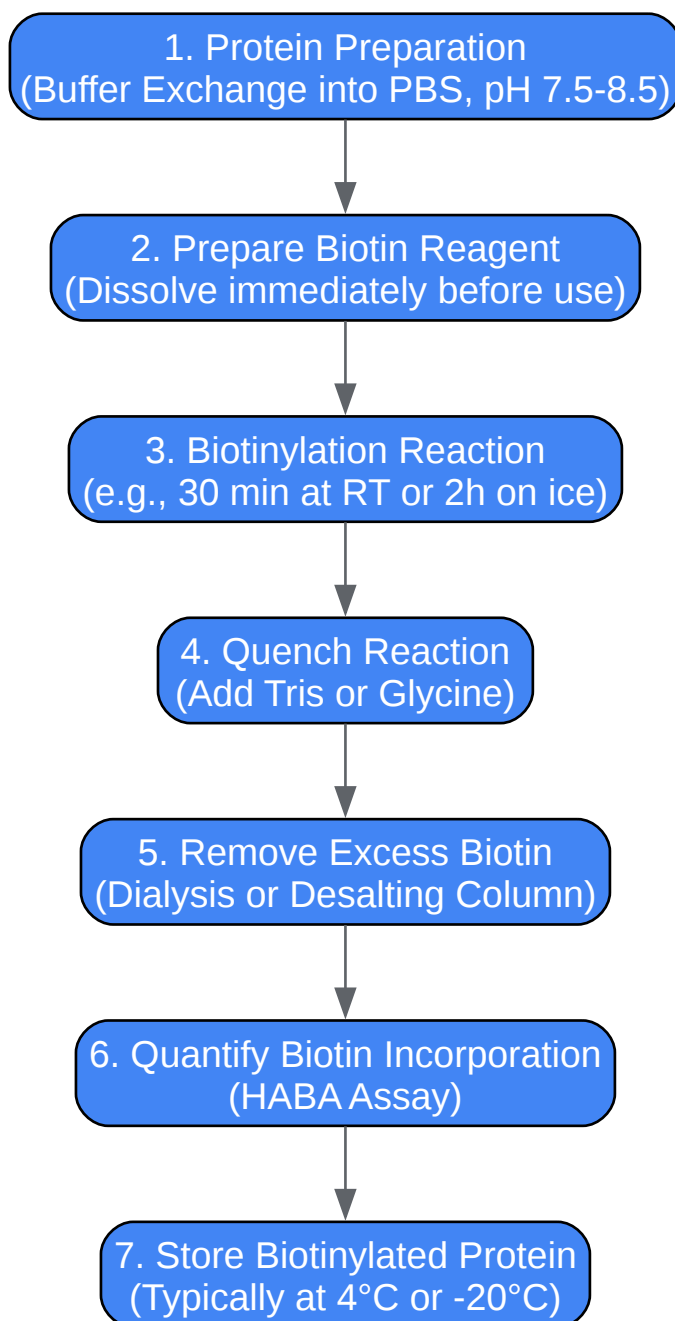 1. Protein Preparation
(Buffer Exchange into PBS, pH 7.5-8.5)
2. Prepare Biotin Reagent
(Dissolve immediately before use)
3. Biotinylation Reaction
(e.g., 30 min at RT or 2h on ice)
4. Quench Reaction
(Add Tris or Glycine)
5. Remove Excess Biotin
(Dialysis or Desalting Column)
6. Quantify Biotin Incorporation
(HABA Assay)
7. Store Biotinylated Protein
(Typically at 4°C or -20°C)